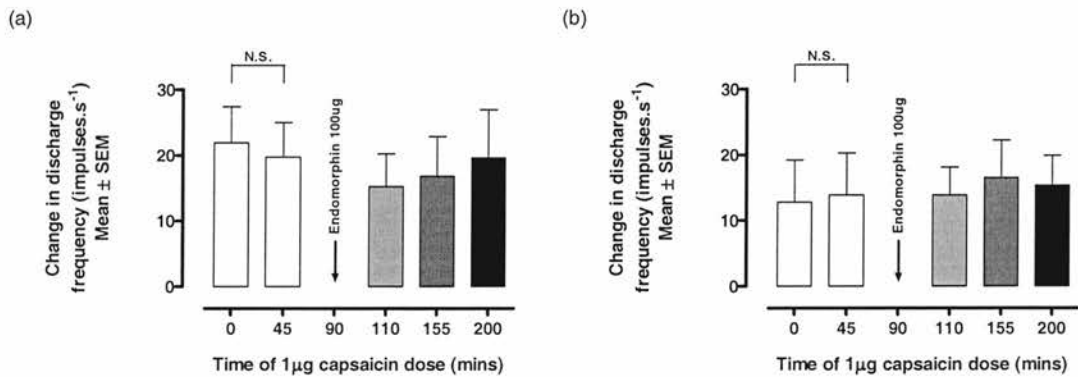 (a)
N.S.
Change in discharge
frequency (impulses.s-1)
Mean ± SEM
30
20
10
0
Endomorphin 100ug
0 45 90 110 155 200
Time of 1µg capsaicin dose (mins)
(b)
N.S.
Change in discharge
frequency (impulses.s-1)
Mean ± SEM
30
20
10
0
Endomorphin 100ug
0 45 90 110 155 200
Time of 1µg capsaicin dose (mins)